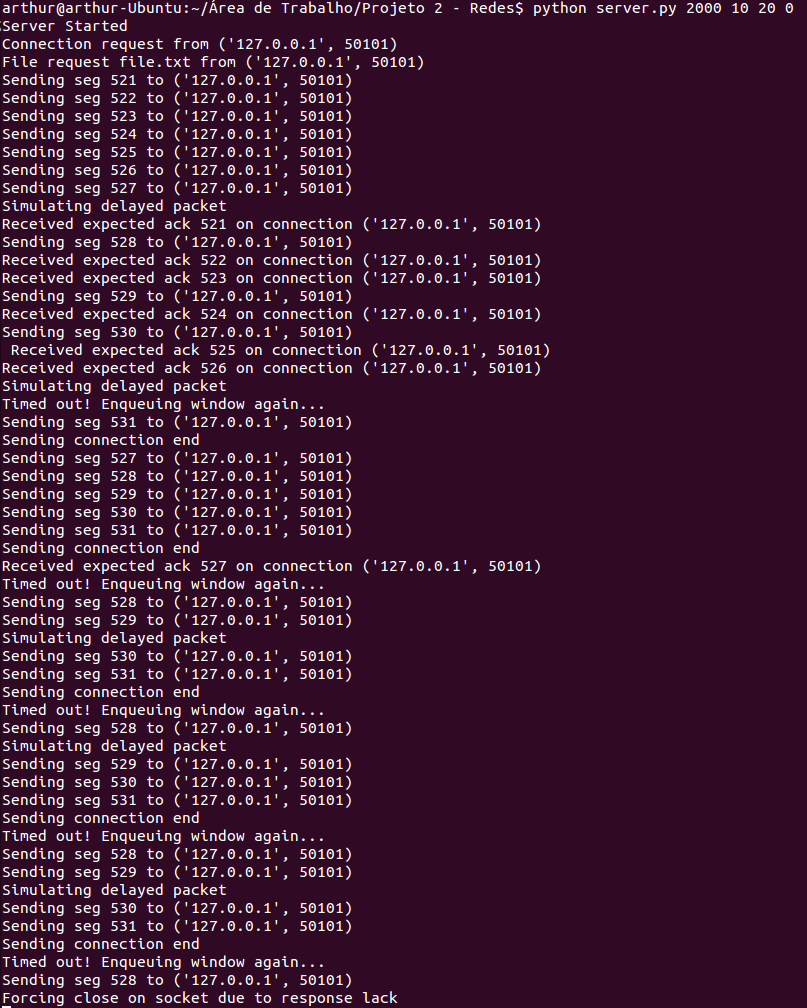 arthur@arthur-Ubuntu:~/Área de Trabalho/Projeto 2 - Redes$ python server.py 2000 10 20 0
Server Started
Connection request from ('127.0.0.1', 50101)
File request file.txt from ('127.0.0.1', 50101)
Sending seg 521 to ('127.0.0.1', 50101)
Sending seg 522 to ('127.0.0.1', 50101)
Sending seg 523 to ('127.0.0.1', 50101)
Sending seg 524 to ('127.0.0.1', 50101)
Sending seg 525 to ('127.0.0.1', 50101)
Sending seg 526 to ('127.0.0.1', 50101)
Sending seg 527 to ('127.0.0.1', 50101)
Simulating delayed packet
Received expected ack 521 on connection ('127.0.0.1', 50101)
Sending seg 528 to ('127.0.0.1', 50101)
Received expected ack 522 on connection ('127.0.0.1', 50101)
Received expected ack 523 on connection ('127.0.0.1', 50101)
Sending seg 529 to ('127.0.0.1', 50101)
Received expected ack 524 on connection ('127.0.0.1', 50101)
Sending seg 530 to ('127.0.0.1', 50101)
 Received expected ack 525 on connection ('127.0.0.1', 50101)
Received expected ack 526 on connection ('127.0.0.1', 50101)
Simulating delayed packet
Timed out! Enqueuing window again...
Sending seg 531 to ('127.0.0.1', 50101)
Sending connection end
Sending seg 527 to ('127.0.0.1', 50101)
Sending seg 528 to ('127.0.0.1', 50101)
Sending seg 529 to ('127.0.0.1', 50101)
Sending seg 530 to ('127.0.0.1', 50101)
Sending seg 531 to ('127.0.0.1', 50101)
Sending connection end
Received expected ack 527 on connection ('127.0.0.1', 50101)
Timed out! Enqueuing window again...
Sending seg 528 to ('127.0.0.1', 50101)
Sending seg 529 to ('127.0.0.1', 50101)
Simulating delayed packet
Sending seg 530 to ('127.0.0.1', 50101)
Sending seg 531 to ('127.0.0.1', 50101)
Sending connection end
Timed out! Enqueuing window again...
Sending seg 528 to ('127.0.0.1', 50101)
Simulating delayed packet
Sending seg 529 to ('127.0.0.1', 50101)
Sending seg 530 to ('127.0.0.1', 50101)
Sending seg 531 to ('127.0.0.1', 50101)
Sending connection end
Timed out! Enqueuing window again...
Sending seg 528 to ('127.0.0.1', 50101)
Sending seg 529 to ('127.0.0.1', 50101)
Simulating delayed packet
Sending seg 530 to ('127.0.0.1', 50101)
Sending seg 531 to ('127.0.0.1', 50101)
Sending connection end
Timed out! Enqueuing window again...
Sending seg 528 to ('127.0.0.1', 50101)
Forcing close on socket due to response lack